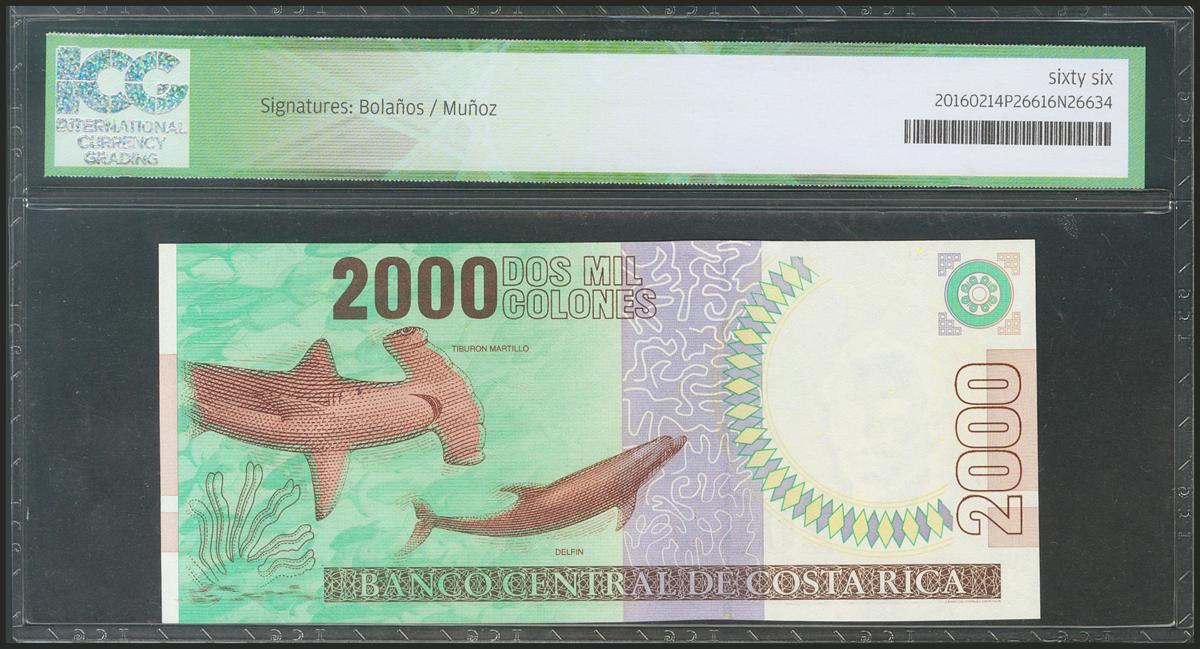 ICG
INTERNATIONAL
CURRENCY
GRADING
Signatures: Bolaños / Muñoz
sixty six
20160214P26616N26634
2000 DOS MIL
COLONES
TIBURON MARTILLO
DELFIN
2000
BANCO CENTRAL DE COSTA RICA